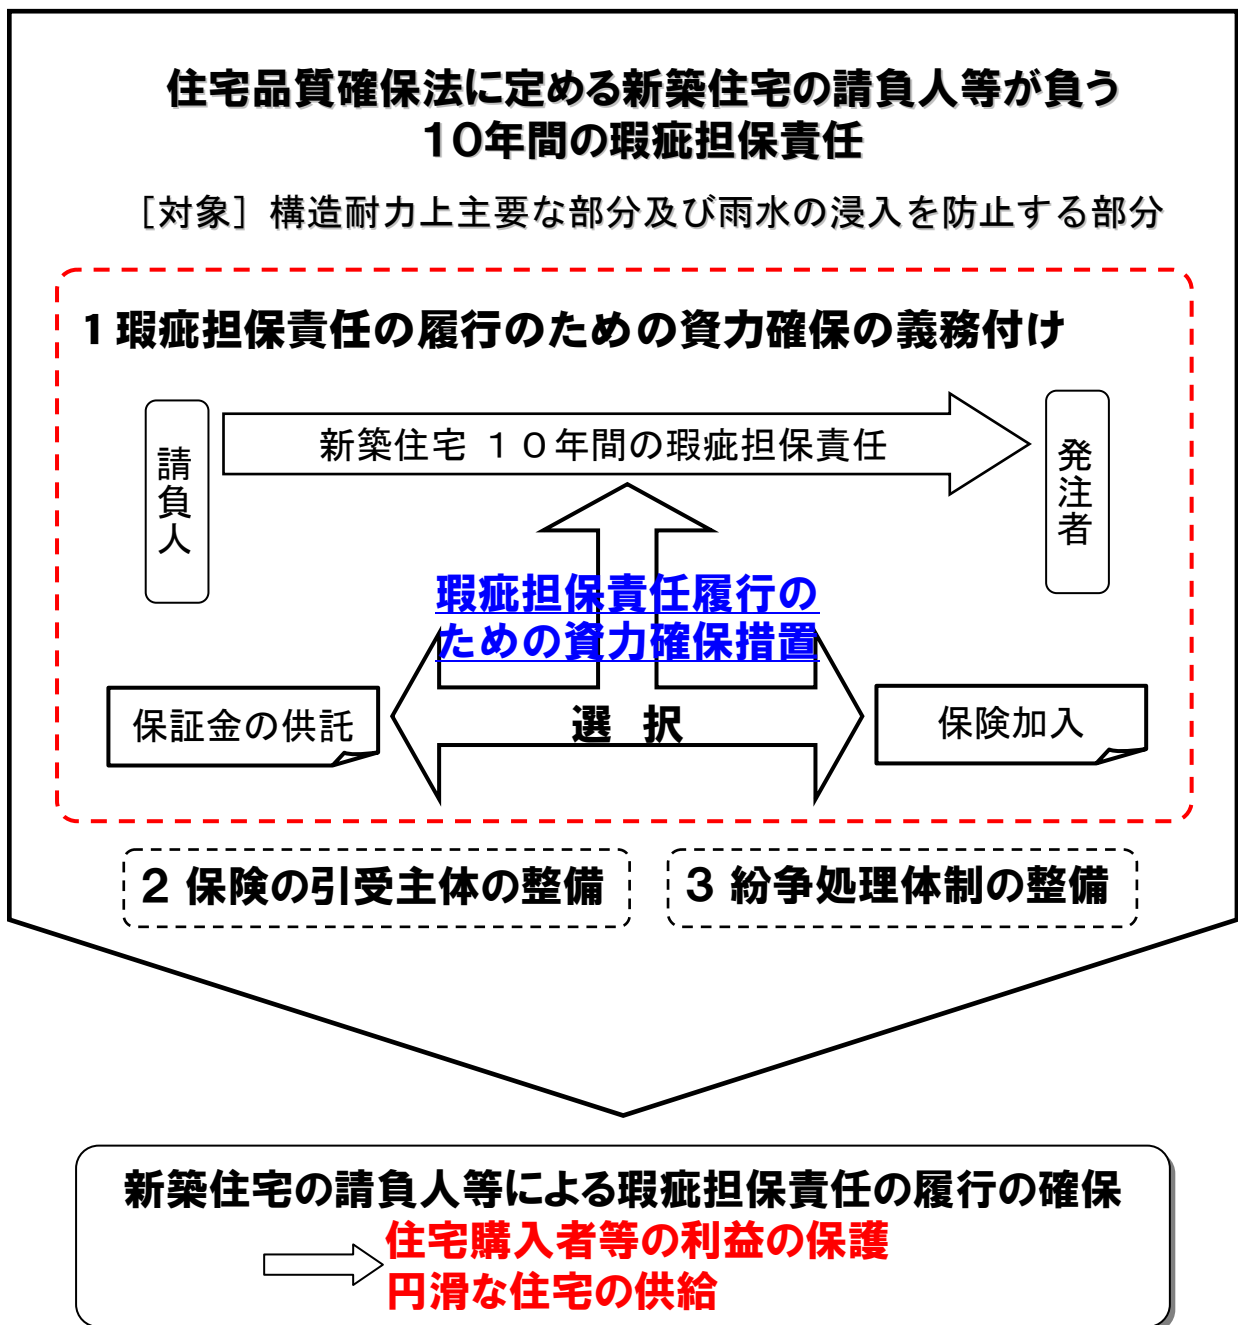 住宅品質確保法に定める新築住宅の請負人等が負う
10年間の瑕疵担保責任
［対象］構造耐力上主要な部分及び雨水の浸入を防止する部分
1 瑕疵担保責任の履行のための資力確保の義務付け
請負人
新築住宅 １０年間の瑕疵担保責任
発注者
瑕疵担保責任履行の
ための資力確保措置
保証金の供託
選 択
保険加入
2 保険の引受主体の整備
3 紛争処理体制の整備
新築住宅の請負人等による瑕疵担保責任の履行の確保
住宅購入者等の利益の保護
円滑な住宅の供給